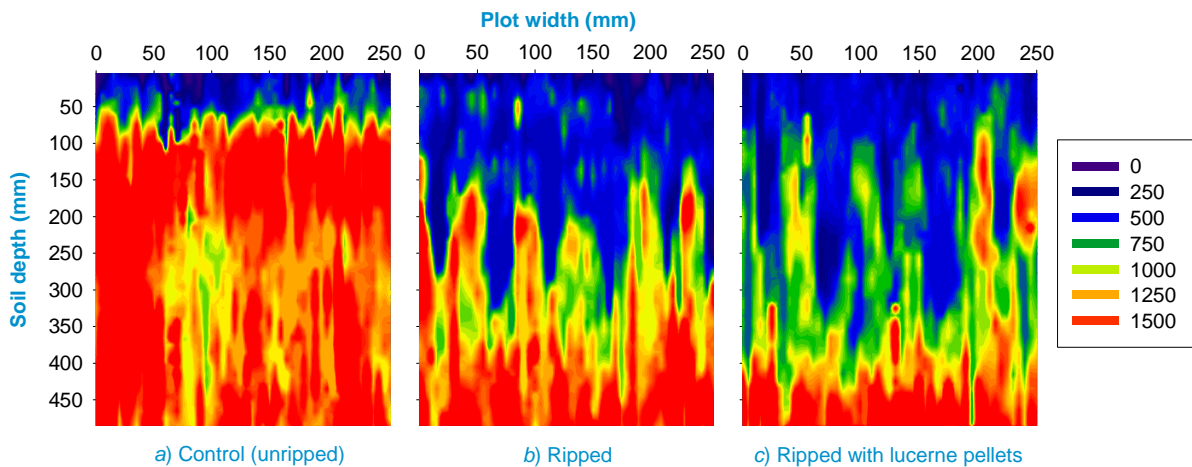 Plot width (mm)
0 50 100 150 200 250
0 50 100 150 200 250
0 50 100 150 200 250
Soil depth (mm)
50
100
150
200
250
300
350
400
450
0
250
500
750
1000
1250
1500
a) Control (unripped)
b) Ripped
c) Ripped with lucerne pellets